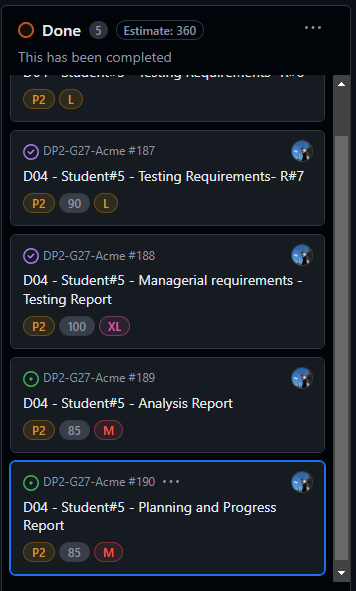 Done 5 Estimate: 360
This has been completed
D04 - Student#5 - Testing Requirements- R#6
P2 L
DP2-G27-Acme #187
D04 - Student#5 - Testing Requirements- R#7
P2 90 L
DP2-G27-Acme #188
D04 - Student#5 - Managerial requirements -
Testing Report
P2 100 XL
DP2-G27-Acme #189
D04 - Student#5 - Analysis Report
P2 85 M
DP2-G27-Acme #190
D04 - Student#5 - Planning and Progress
Report
P2 85 M